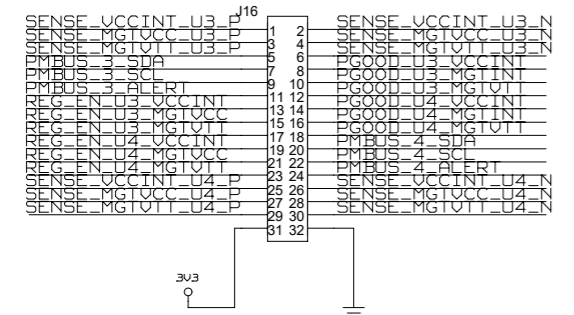 J16
SENSE_VCCINT_U3_P 1 2 SENSE_VCCINT_U3_N
SENSE_MGTVCC_U3_P 3 4 SENSE_MGTVCC_U3_N
SENSE_MGTVTT_U3_P 5 6 SENSE_MGTVTT_U3_N
PMBUS_3_SDA 7 8 PGOOD_U3_VCCINT
PMBUS_3_SCL 9 10 PGOOD_U3_MGTINT
PMBUS_3_ALERT 11 12 PGOOD_U3_MGTVTT
REG_EN_U3_VCCINT 13 14 PGOOD_U4_VCCINT
REG_EN_U3_MGTVCC 15 16 PGOOD_U4_MGTINT
REG_EN_U3_MGTVTT 17 18 PGOOD_U4_MGTVTT
REG_EN_U4_VCCINT 19 20 PMBUS_4_SDA
REG_EN_U4_MGTVCC 21 22 PMBUS_4_SCL
REG_EN_U4_MGTVTT 23 24 PMBUS_4_ALERT
SENSE_VCCINT_U4_P 25 26 SENSE_VCCINT_U4_N
SENSE_MGTVCC_U4_P 27 28 SENSE_MGTVCC_U4_N
SENSE_MGTVTT_U4_P 29 30 SENSE_MGTVTT_U4_N
31 32
3V3